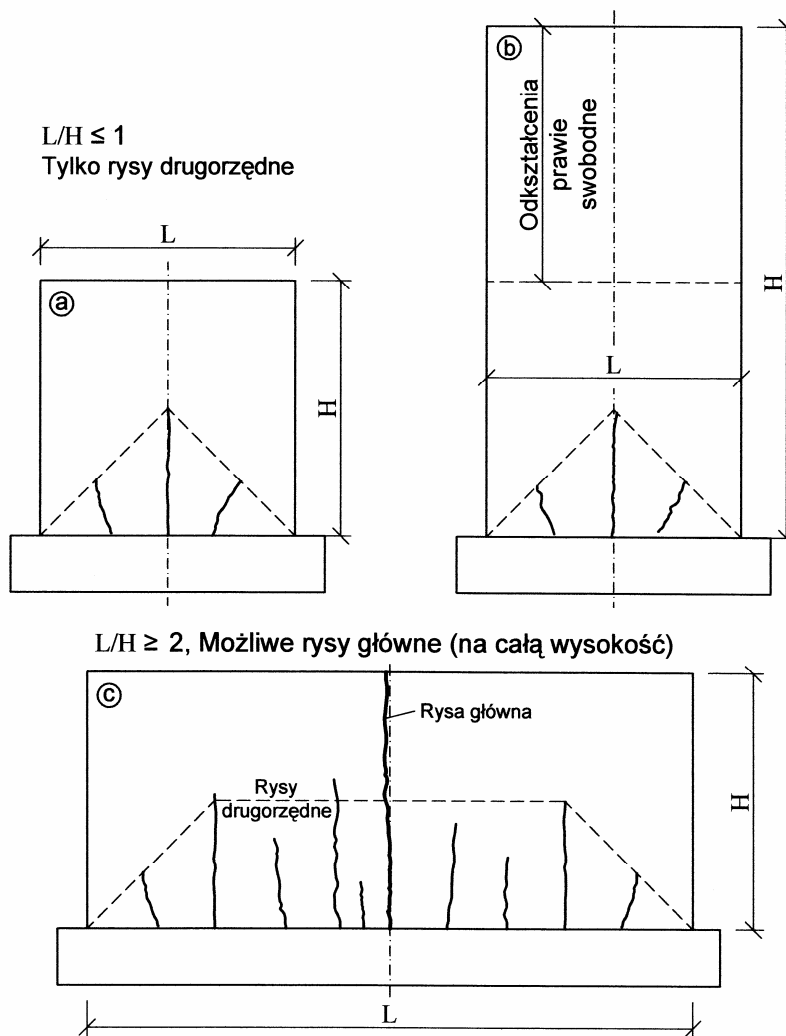 L/H ≤ 1
Tylko rysy drugorzędne
L
a
H
b
Odkształcenia
prawie
swobodne
L
H
L/H ≥ 2, Możliwe rysy główne (na całą wysokość)
c
Rysa główna
Rysy
drugorzędne
H
L